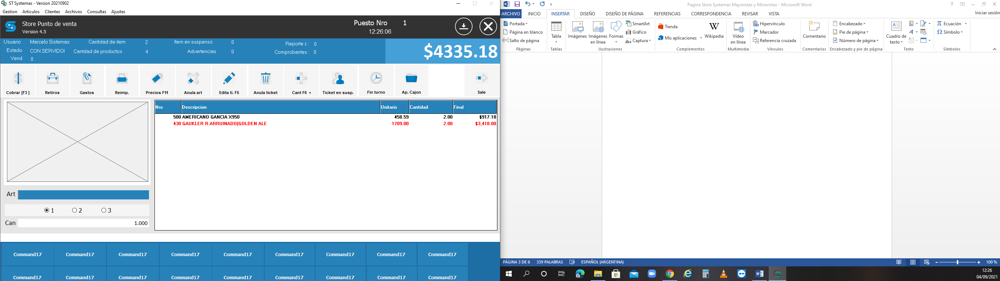 ST Systemas - Version 20210902
Gestion Articulos Clientes Archivos Consultas Ajustes
Store Punto de venta
Version 4.5
Puesto Nro 1
12:26:06
Usuario Marcelo Sistemas Cantidad de item 2 Item en suspenso 0 Reporte z : 0
Estado CON SERVIDOI Cantdad de productos 4 Advertencias 0 Comprobantes : 0
Vend 0
$4335.18
Cobrar [F3 ] Retiros Gastos Reimp. Precios F11 Anula art Edita ti. F5 Anula ticket Cant F6 + Ticket en susp. Fin turno Ap. Cajon Sale
Nro Descripcion Unitario Cantidad Final
500 AMERICANO GANCIA X950 458.59 2.00 $917.18
430 GAUKLER R.ARRUINADO(GOLDEN ALE 1709.00 2.00 $3,418.00
Art
1 2 3
Can 1.000
Command17 Command17 Command17 Command17 Command17 Command17 Command17 Command17 Command17
Command17 Command17 Command17 Command17 Command17 Command17 Command17 Command17 Command17
Pagina Store Systemas Mayoristas y Minoristas - Microsoft Word
ARCHIVO INICIO INSERTAR DISEÑO DISEÑO DE PÁGINA REFERENCIAS CORRESPONDENCIA REVISAR VISTA Iniciar sesión
Portada
Página en blanco
Salto de página
Páginas
Tabla
Tablas
Imágenes
Imágenes en línea
Formas
SmartArt
Gráfico
Captura
Ilustraciones
Tienda
Mis aplicaciones
Wikipedia
Complementos
Vídeo en línea
Multimedia
Hipervínculo
Marcador
Referencia cruzada
Vínculos
Comentario
Comentarios
Encabezado
Pie de página
Número de página
Encabezado y pie de página
Cuadro de texto
Texto
Ecuación
Símbolo
Símbolos
PÁGINA 3 DE 6 339 PALABRAS ESPAÑOL (ARGENTINA) 100 %
12:26
04/09/2021